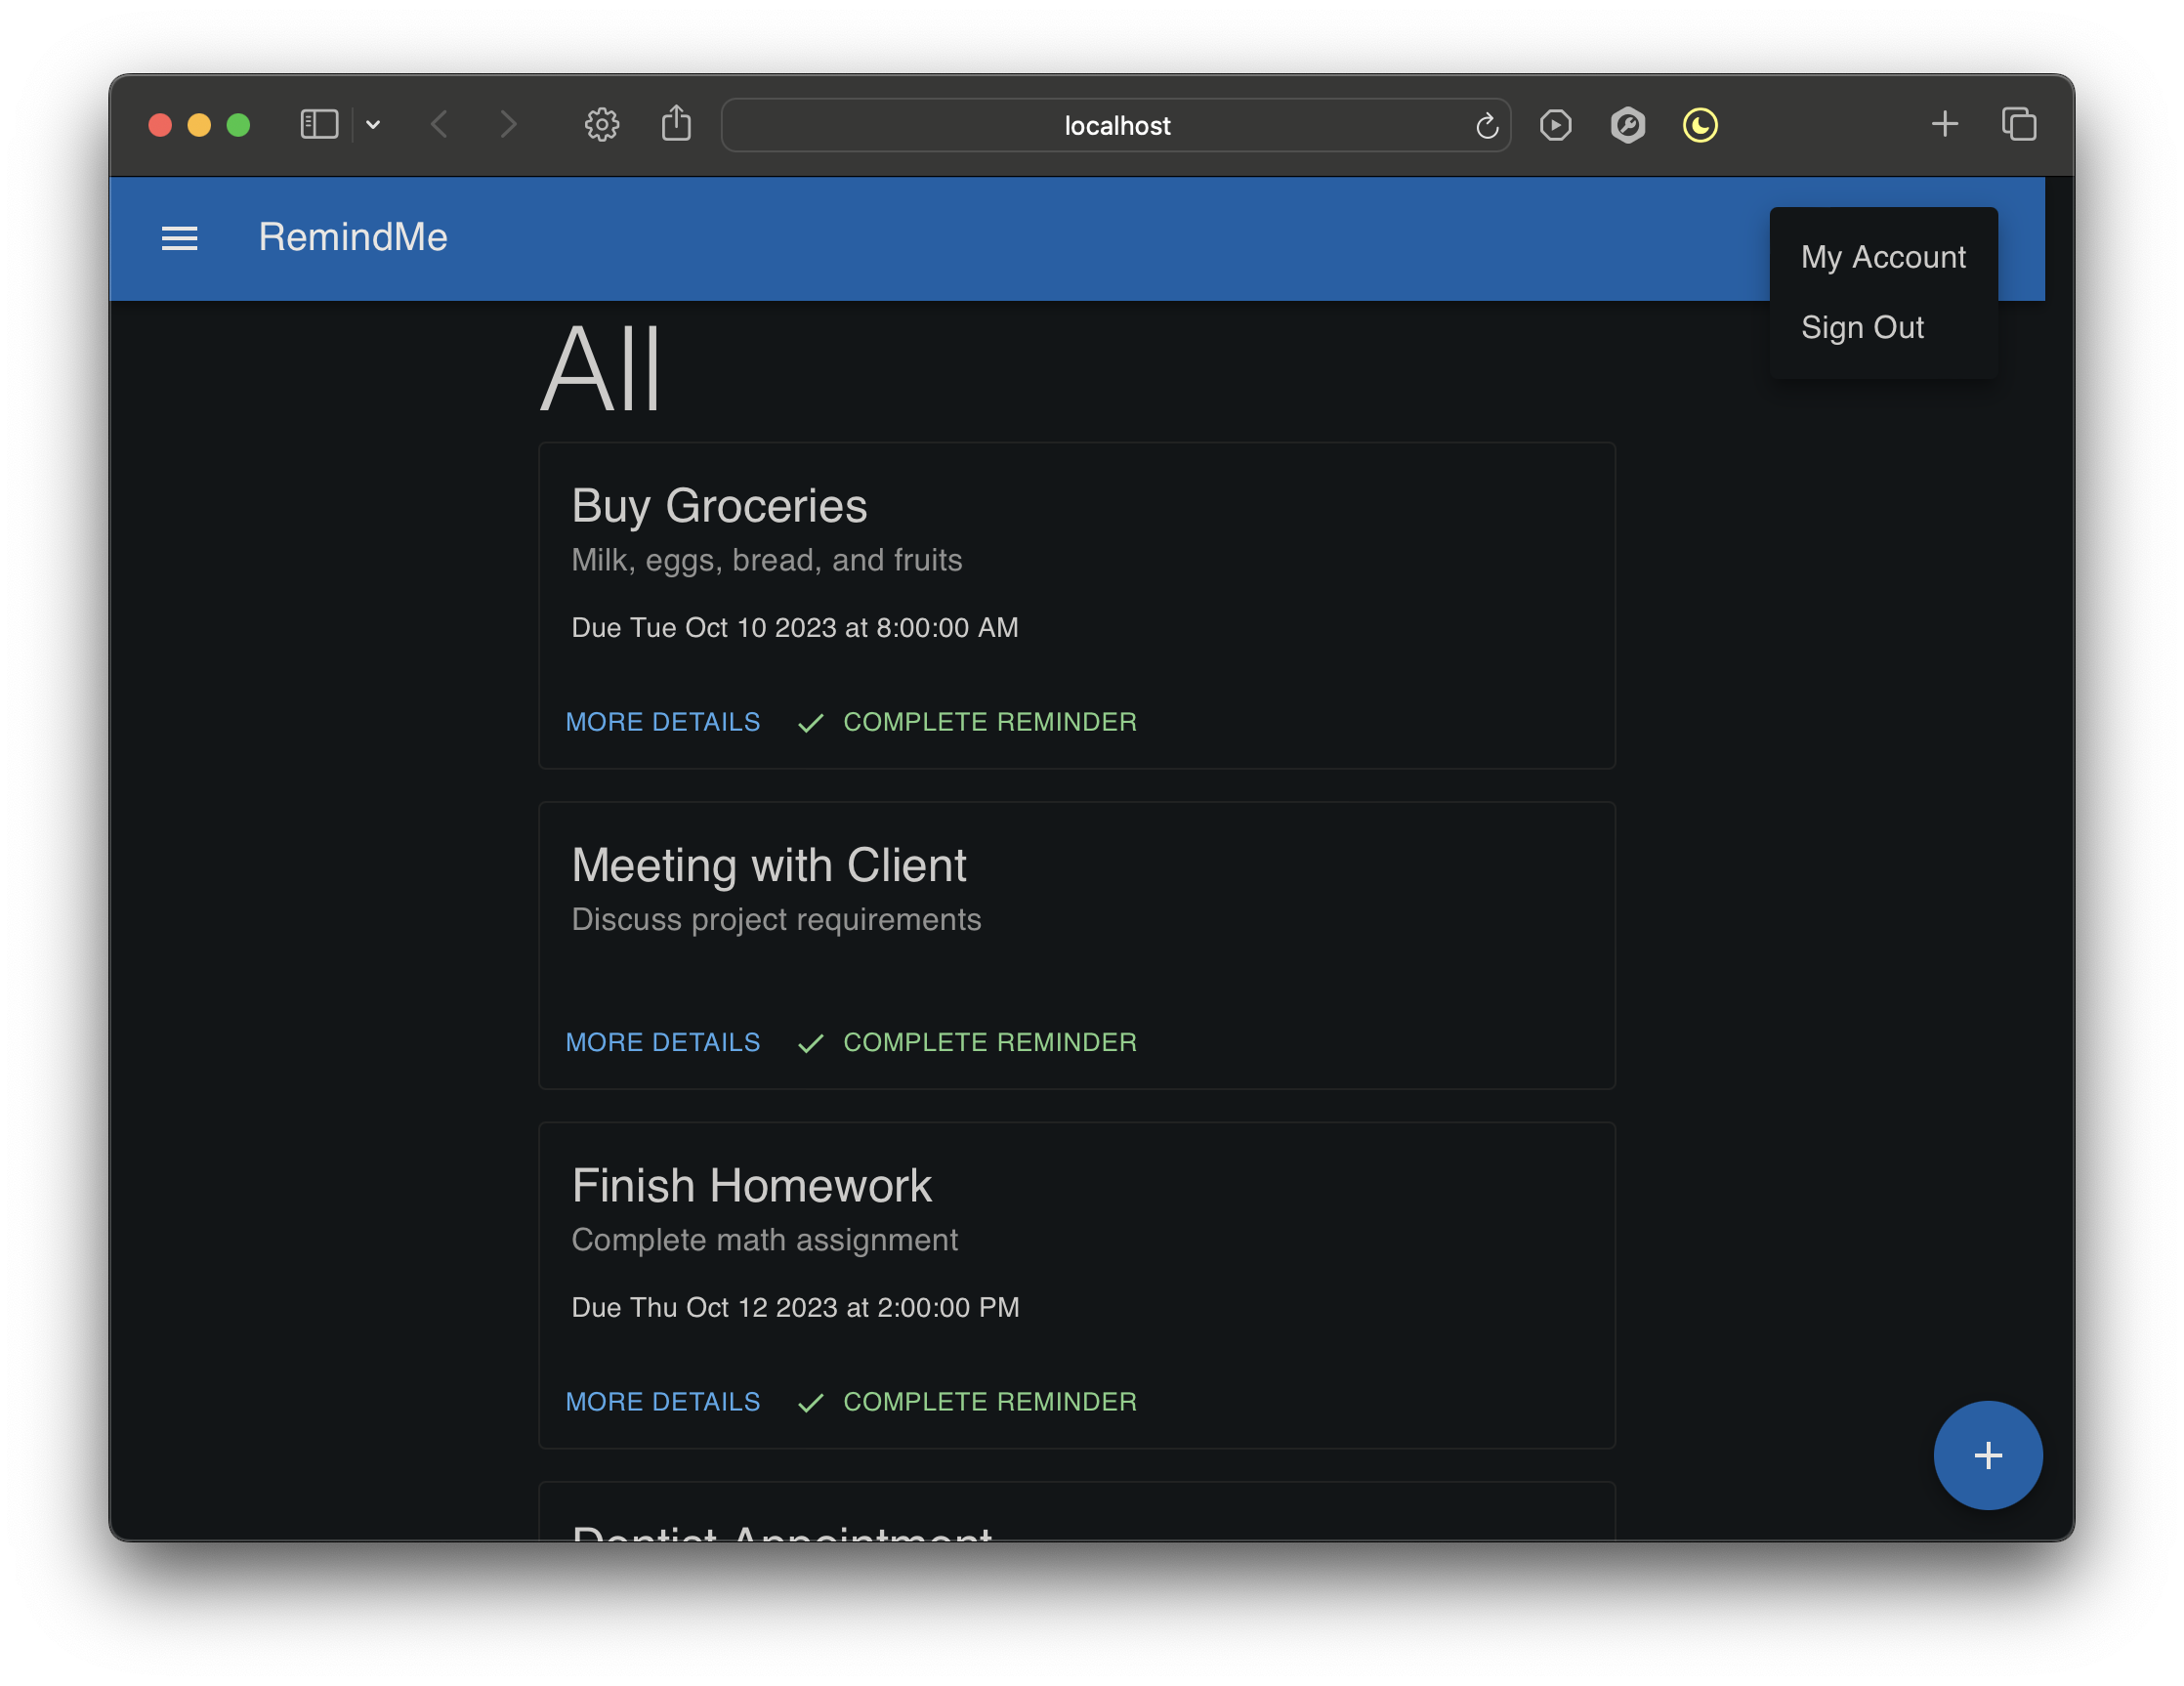 localhost
RemindMe
My Account
Sign Out
All
Buy Groceries
Milk, eggs, bread, and fruits
Due Tue Oct 10 2023 at 8:00:00 AM
MORE DETAILS COMPLETE REMINDER
Meeting with Client
Discuss project requirements
MORE DETAILS COMPLETE REMINDER
Finish Homework
Complete math assignment
Due Thu Oct 12 2023 at 2:00:00 PM
MORE DETAILS COMPLETE REMINDER
Dentist Appointment